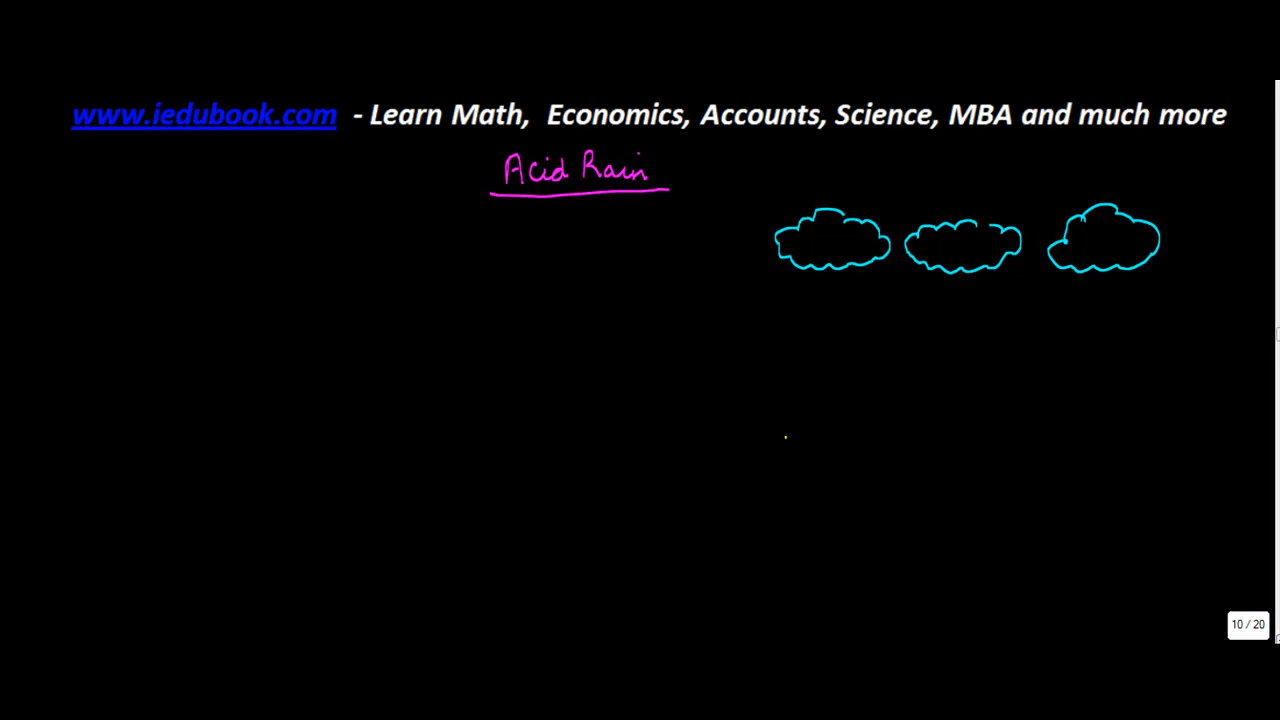 www.iedubook.com - Learn Math, Economics, Accounts, Science, MBA and much more
Acid Rain
10 / 20